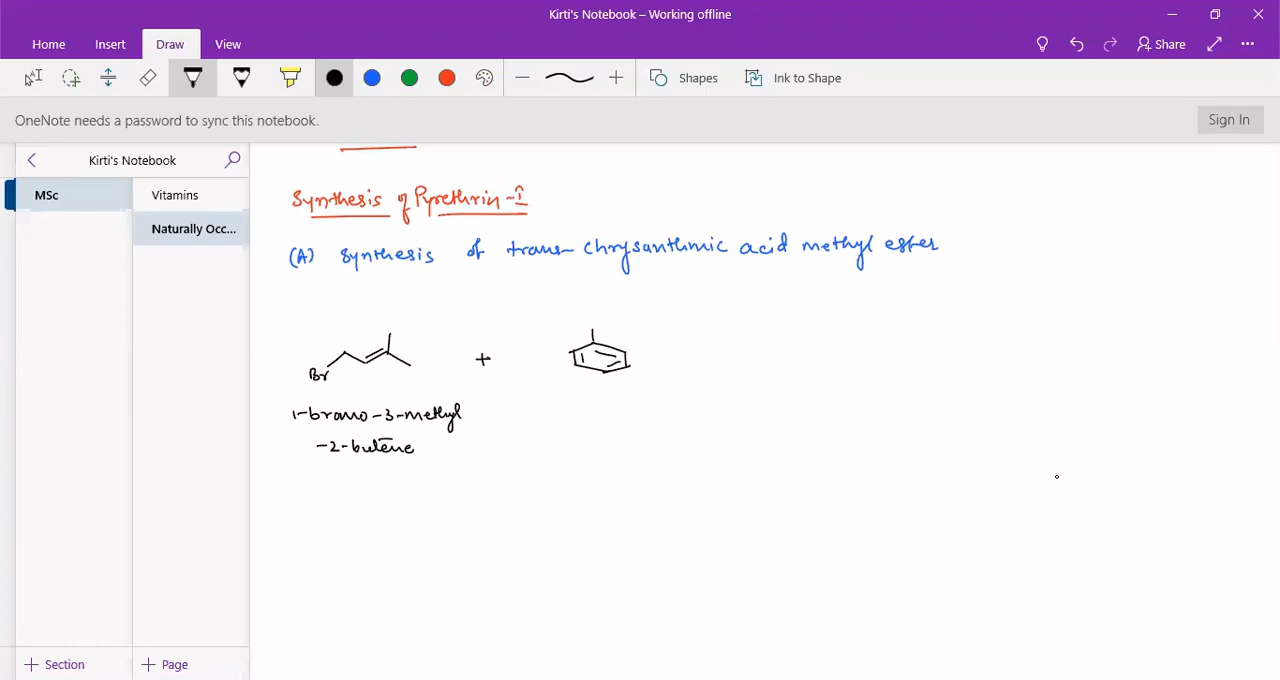 Kirti's Notebook – Working offline
Home Insert Draw View
Share
Shapes Ink to Shape
OneNote needs a password to sync this notebook.
Sign In
Kirti's Notebook
MSc
Vitamins
Naturally Occ...
Synthesis of Pyrethrin-I
(A) Synthesis of trans-chrysanthmic acid methyl ester
Br
+
1-bromo-3-methyl
-2-butene
+ Section
+ Page